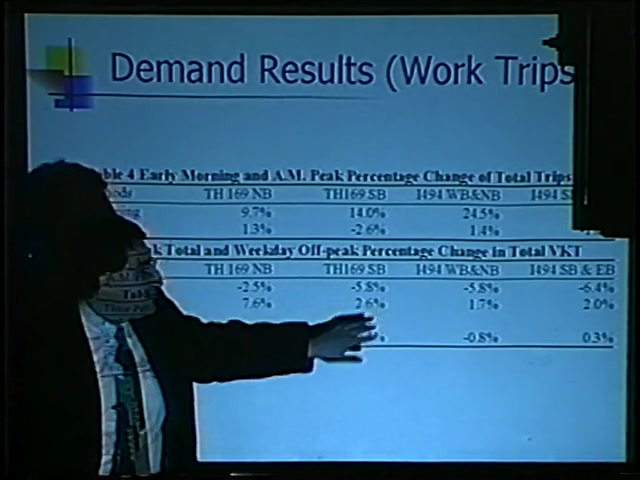 Demand Results (Work Trips
ble 4 Early Morning and A.M. Peak Percentage Change of Total Trips
ods TH 169 NB TH169 SB I494 WB&NB I494 S
ng 9.7% 14.0% 24.5%
1.3% -2.6% 1.4%
k Total and Weekday Off-peak Percentage Change in Total VKT
TH 169 NB TH169 SB I494 WB&NB I494 SB & EB
-2.5% -5.8% -5.8% -6.4%
7.6% 2.6% 1.7% 2.0%
% -0.8% 0.3%